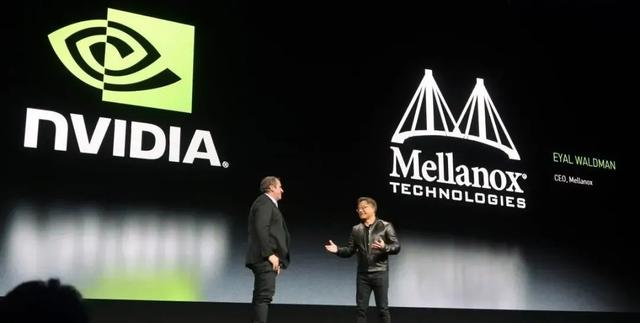 NVIDIA®
Mellanox®
TECHNOLOGIES
EYAL WALDMAN
CEO, Mellanox